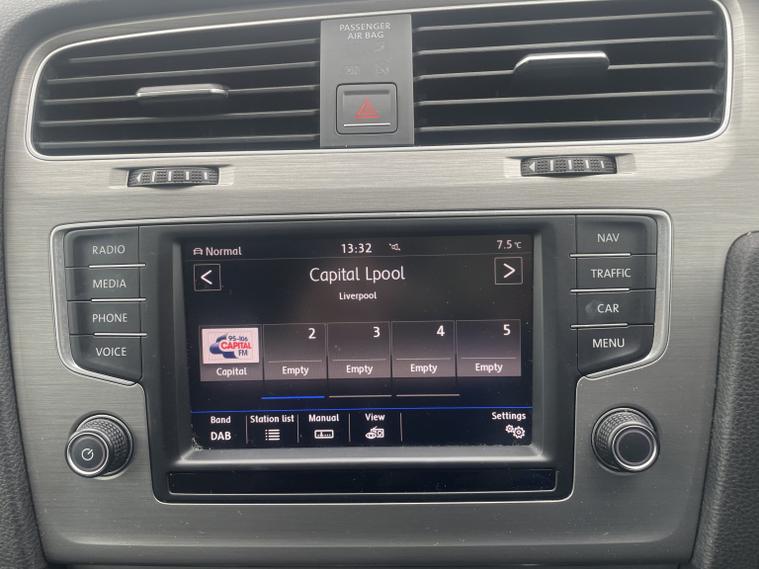 PASSENGER
AIR BAG
RADIO
MEDIA
PHONE
VOICE
NAV
TRAFFIC
CAR
MENU
Normal
13:32
7.5 °C
<
Capital Lpool
>
Liverpool
95-106
CAPITAL
FM
Capital
2
Empty
3
Empty
4
Empty
5
Empty
Band
DAB
Station list
Manual
View
Settings